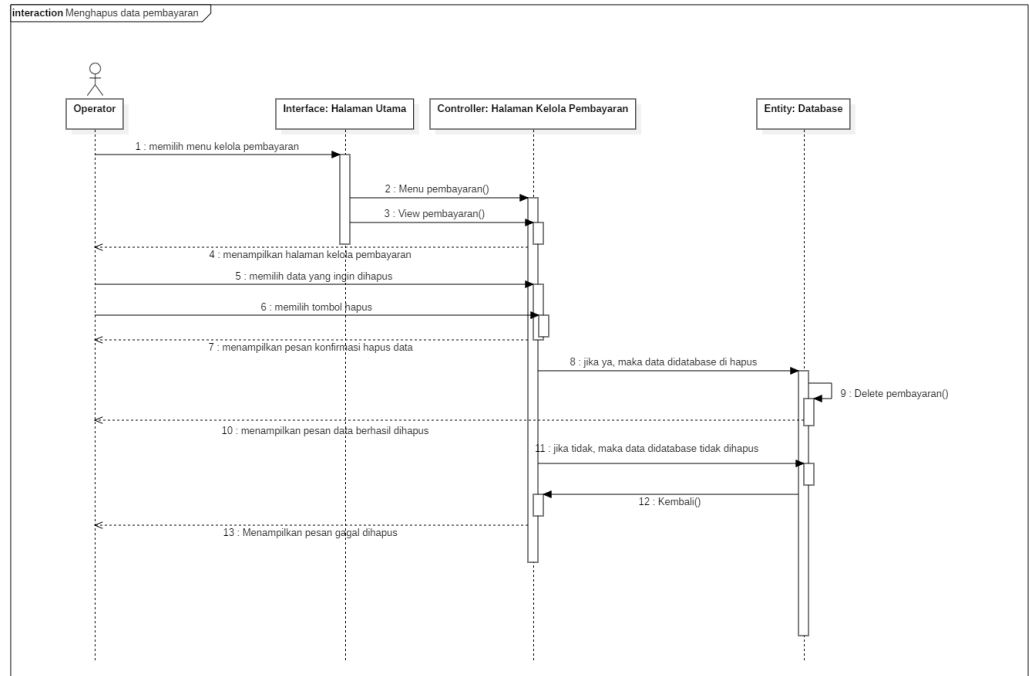 interaction Menghapus data pembayaran
Operator
Interface: Halaman Utama
Controller: Halaman Kelola Pembayaran
Entity: Database
1 : memilih menu kelola pembayaran
2 : Menu pembayaran()
3 : View pembayaran()
4 : menampilkan halaman kelola pembayaran
5 : memilih data yang ingin dihapus
6 : memilih tombol hapus
7 : menampilkan pesan konfirmasi hapus data
8 : jika ya, maka data didatabase di hapus
9 : Delete pembayaran()
10 : menampilkan pesan data berhasil dihapus
11 : jika tidak, maka data didatabase tidak dihapus
12 : Kembali()
13 : Menampilkan pesan gagal dihapus